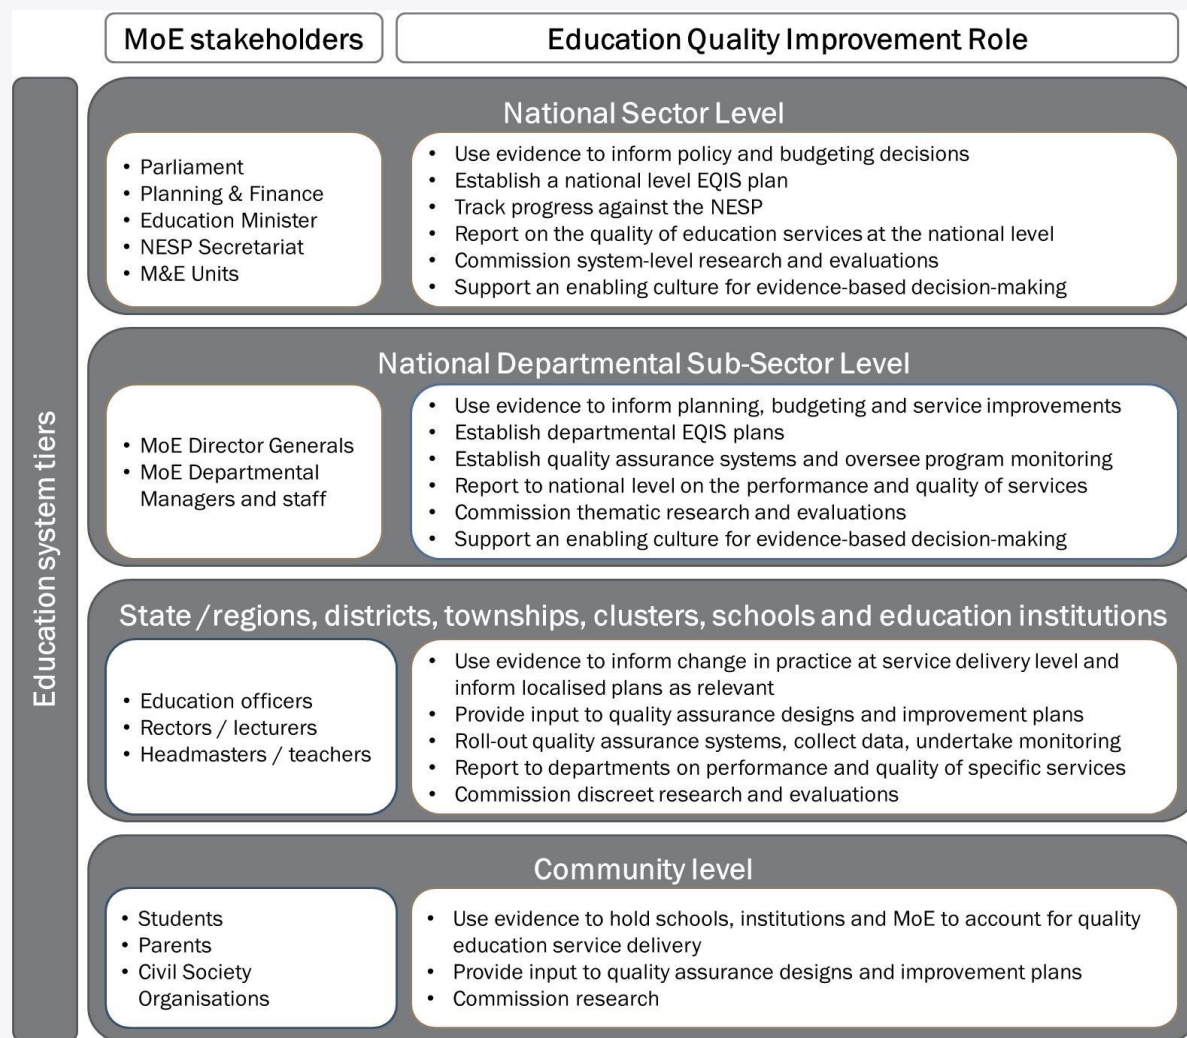 MoE stakeholders
Education Quality Improvement Role
Education system tiers
National Sector Level
• Parliament
• Planning & Finance
• Education Minister
• NESP Secretariat
• M&E Units
• Use evidence to inform policy and budgeting decisions
• Establish a national level EQIS plan
• Track progress against the NESP
• Report on the quality of education services at the national level
• Commission system-level research and evaluations
• Support an enabling culture for evidence-based decision-making
National Departmental Sub-Sector Level
• MoE Director Generals
• MoE Departmental
Managers and staff
• Use evidence to inform planning, budgeting and service improvements
• Establish departmental EQIS plans
• Establish quality assurance systems and oversee program monitoring
• Report to national level on the performance and quality of services
• Commission thematic research and evaluations
• Support an enabling culture for evidence-based decision-making
State /regions, districts, townships, clusters, schools and education institutions
• Education officers
• Rectors / lecturers
• Headmasters / teachers
• Use evidence to inform change in practice at service delivery level and
inform localised plans as relevant
• Provide input to quality assurance designs and improvement plans
• Roll-out quality assurance systems, collect data, undertake monitoring
• Report to departments on performance and quality of specific services
• Commission discreet research and evaluations
Community level
• Students
• Parents
• Civil Society
Organisations
• Use evidence to hold schools, institutions and MoE to account for quality
education service delivery
• Provide input to quality assurance designs and improvement plans
• Commission research